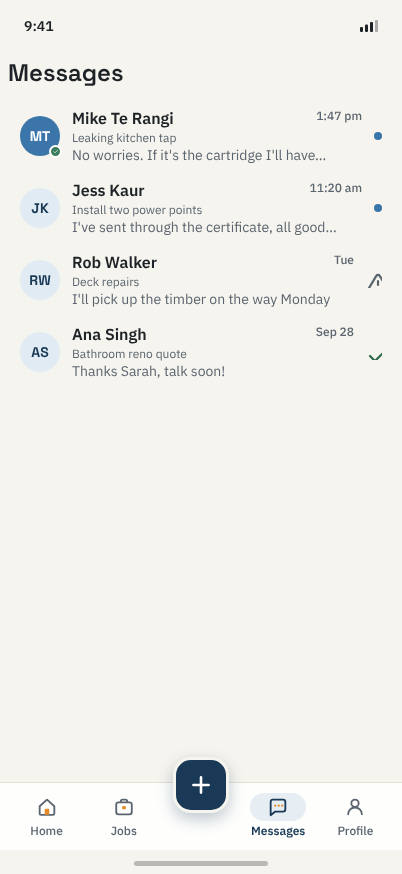 9:41
Messages
MT
Mike Te Rangi
1:47 pm
Leaking kitchen tap
No worries. If it's the cartridge I'll have...
JK
Jess Kaur
11:20 am
Install two power points
I've sent through the certificate, all good...
RW
Rob Walker
Tue
Deck repairs
I'll pick up the timber on the way Monday
AS
Ana Singh
Sep 28
Bathroom reno quote
Thanks Sarah, talk soon!
Home
Jobs
Messages
Profile